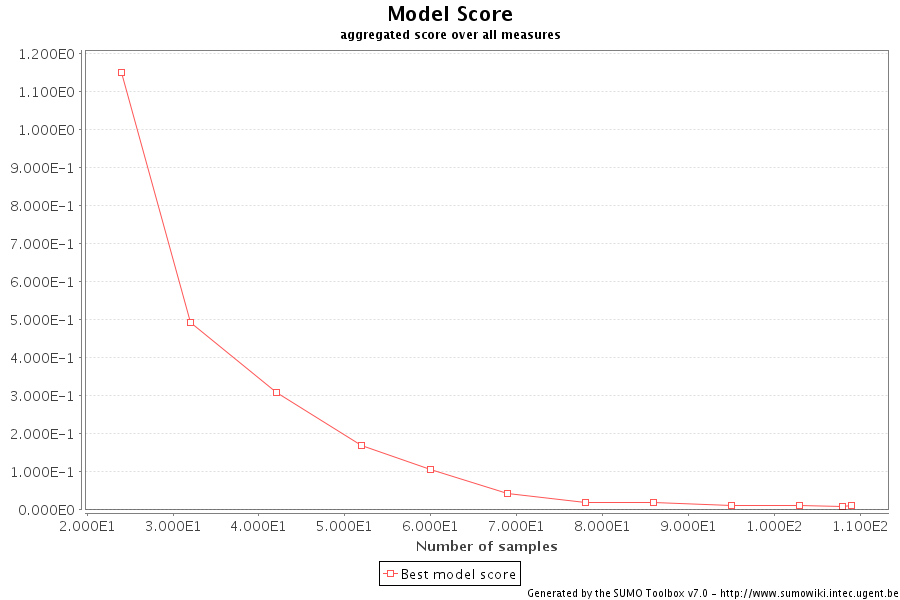 Model Score
aggregated score over all measures
1.200E0
1.100E0
1.000E0
9.000E-1
8.000E-1
7.000E-1
6.000E-1
5.000E-1
4.000E-1
3.000E-1
2.000E-1
1.000E-1
0.000E0
2.000E1 3.000E1 4.000E1 5.000E1 6.000E1 7.000E1 8.000E1 9.000E1 1.000E2 1.100E2
Number of samples
Best model score
Generated by the SUMO Toolbox v7.0 - http://www.sumowiki.intec.ugent.be